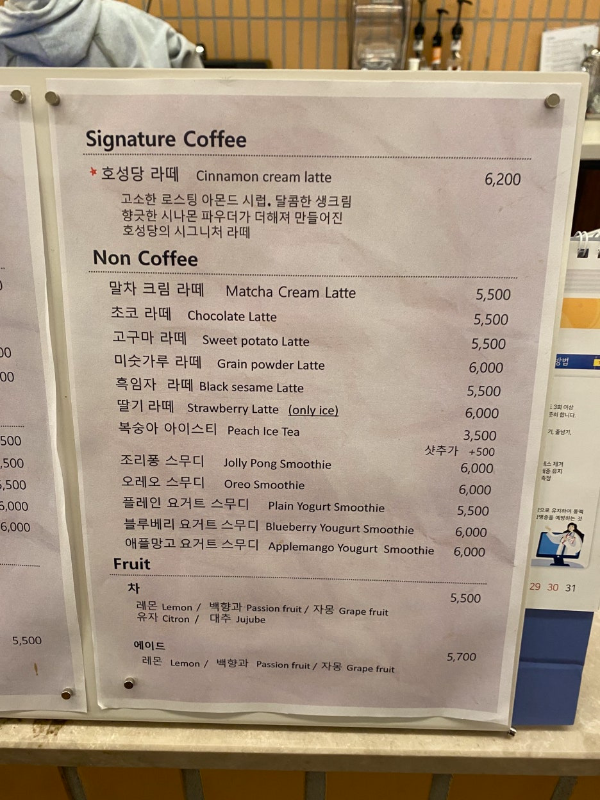 Signature Coffee
*호성당 라떼 Cinnamon cream latte 6,200
고소한 로스팅 아몬드 시럽. 달콤한 생크림
향긋한 시나몬 파우더가 더해져 만들어진
호성당의 시그니처 라떼
Non Coffee
말차 크림 라떼 Matcha Cream Latte 5,500
초코 라떼 Chocolate Latte 5,500
고구마 라떼 Sweet potato Latte 5,500
미숫가루 라떼 Grain powder Latte 6,000
흑임자 라떼 Black sesame Latte 5,500
딸기 라떼 Strawberry Latte (only ice) 6,000
복숭아 아이스티 Peach Ice Tea 3,500
샷추가 +500
조리퐁 스무디 Jolly Pong Smoothie 6,000
오레오 스무디 Oreo Smoothie 6,000
플레인 요거트 스무디 Plain Yogurt Smoothie 5,500
블루베리 요거트 스무디 Blueberry Yougurt Smoothie 6,000
애플망고 요거트 스무디 Applemango Yougurt Smoothie 6,000
Fruit
차 5,500
레몬 Lemon / 백향과 Passion fruit / 자몽 Grape fruit
유자 Citron / 대추 Jujube
에이드 5,700
레몬 Lemon / 백향과 Passion fruit / 자몽 Grape fruit
500
,500
5,500
5,000
6,000
5,500
방법
29 30 31